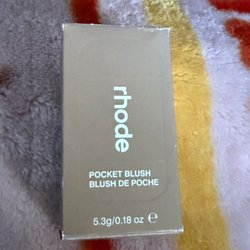 rhode
POCKET BLUSH
BLUSH DE POCHE
5.3g/0.18 oz ℮